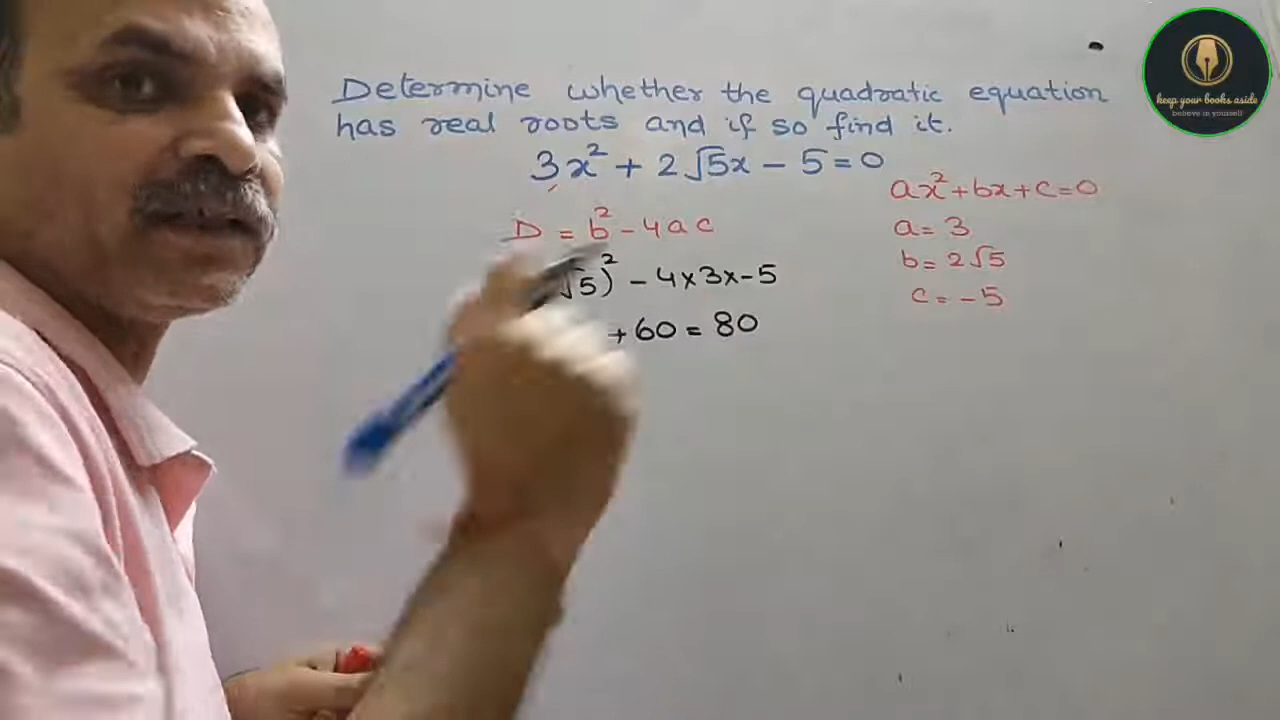 Determine whether the quadratic equation
has real roots and if so find it.
3x² + 2√5x - 5 = 0
ax² + bx + c = 0
a = 3
b = 2√5
c = -5
D = b² - 4ac
√5)² - 4x3x-5
+60 = 80
keep your books aside
believe in yourself